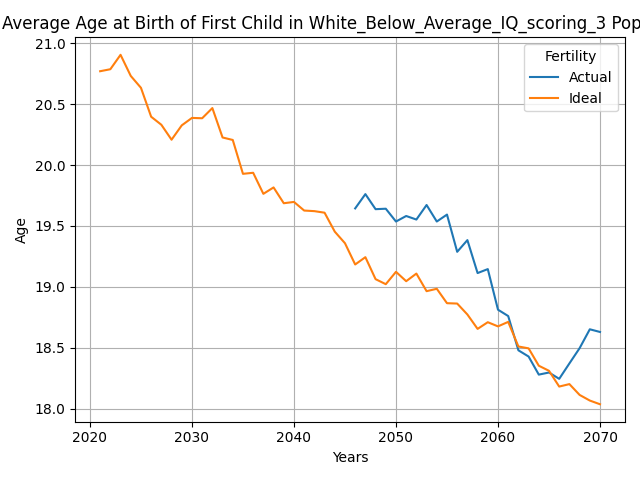 Average Age at Birth of First Child in White_Below_Average_IQ_scoring_3 Pop
Fertility
Actual
Ideal
21.0
20.5
20.0
19.5
19.0
18.5
18.0
Age
2020 2030 2040 2050 2060 2070
Years